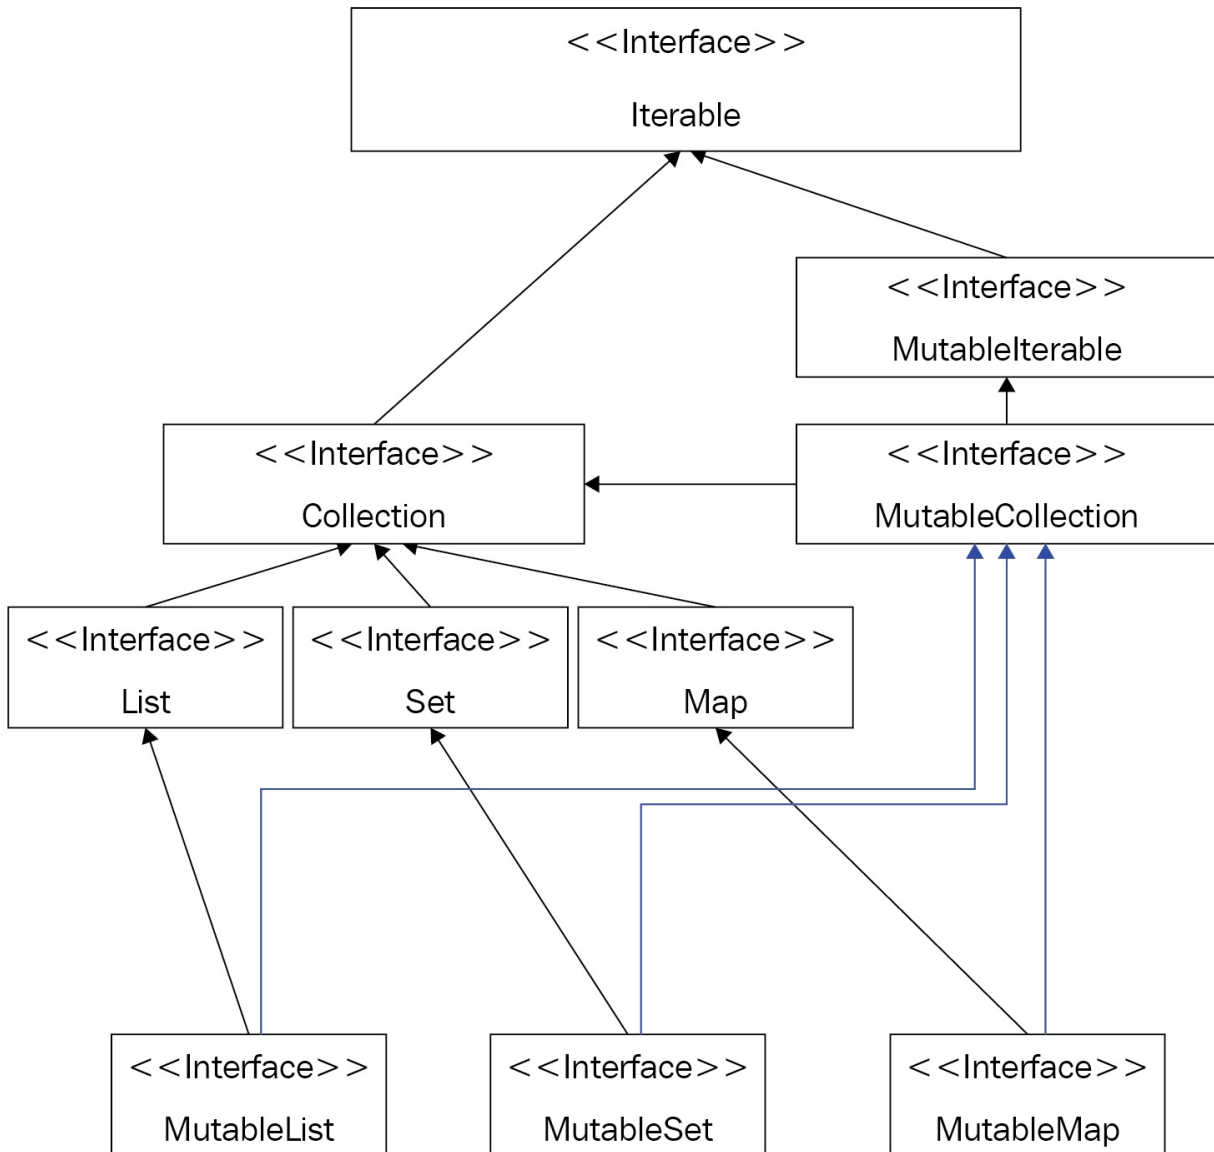 <<Interface>>
Iterable
<<Interface>>
MutableIterable
<<Interface>>
Collection
<<Interface>>
MutableCollection
<<Interface>>
List
<<Interface>>
Set
<<Interface>>
Map
<<Interface>>
MutableList
<<Interface>>
MutableSet
<<Interface>>
MutableMap